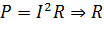 P = I²R ⇒ R